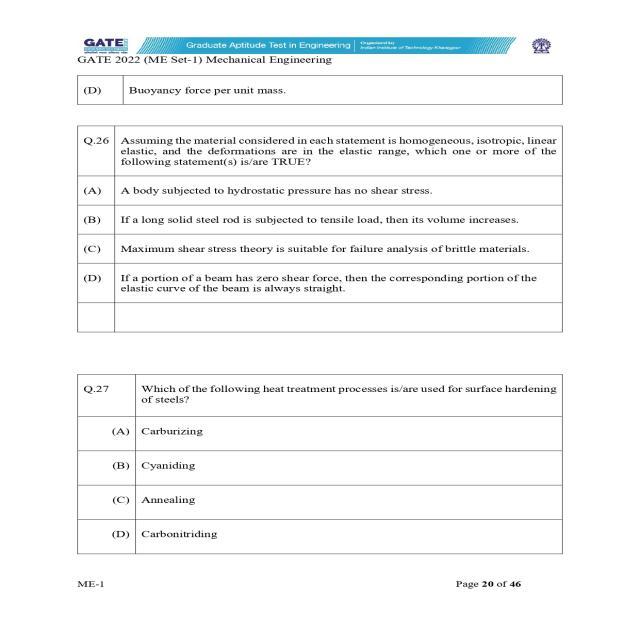 GATE
Graduate Aptitude Test in Engineering
Organized by
Indian Institute of Technology Kharagpur
GATE 2022 (ME Set-1) Mechanical Engineering
(D) Buoyancy force per unit mass.
Q.26 Assuming the material considered in each statement is homogeneous, isotropic, linear
elastic, and the deformations are in the elastic range, which one or more of the
following statement(s) is/are TRUE?
(A) A body subjected to hydrostatic pressure has no shear stress.
(B) If a long solid steel rod is subjected to tensile load, then its volume increases.
(C) Maximum shear stress theory is suitable for failure analysis of brittle materials.
(D) If a portion of a beam has zero shear force, then the corresponding portion of the
elastic curve of the beam is always straight.
Q.27 Which of the following heat treatment processes is/are used for surface hardening
of steels?
(A) Carburizing
(B) Cyaniding
(C) Annealing
(D) Carbonitriding
ME-1 Page 20 of 46